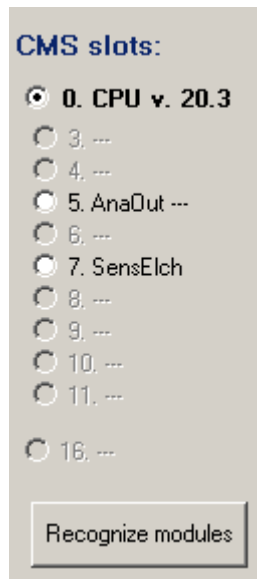 CMS slots:
0. CPU v. 20.3
3. ---
4. ---
5. AnaOut ---
6. ---
7. SensElch
8. ---
9. ---
10. ---
11. ---
16. ---
Recognize modules